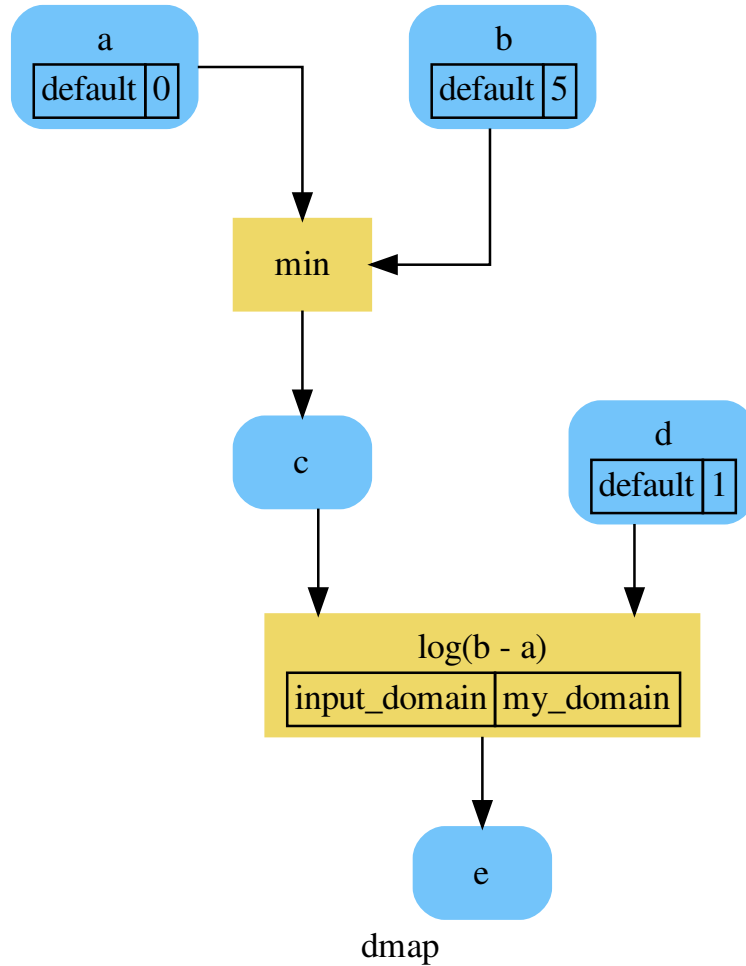 a
default 0
b
default 5
min
c
d
default 1
log(b - a)
input_domain my_domain
e
dmap